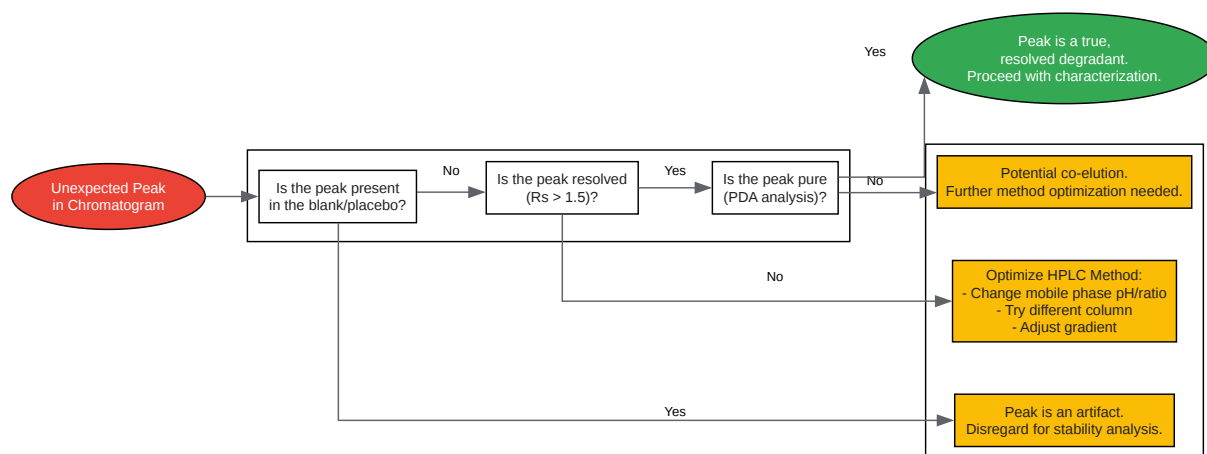 Yes
Peak is a true,
resolved degradant.
Proceed with characterization.
Unexpected Peak
in Chromatogram
Is the peak present
in the blank/placebo?
No
Is the peak resolved
(Rs > 1.5)?
Yes
Is the peak pure
(PDA analysis)?
No
Potential co-elution.
Further method optimization needed.
No
Optimize HPLC Method:
- Change mobile phase pH/ratio
- Try different column
- Adjust gradient
Yes
Peak is an artifact.
Disregard for stability analysis.